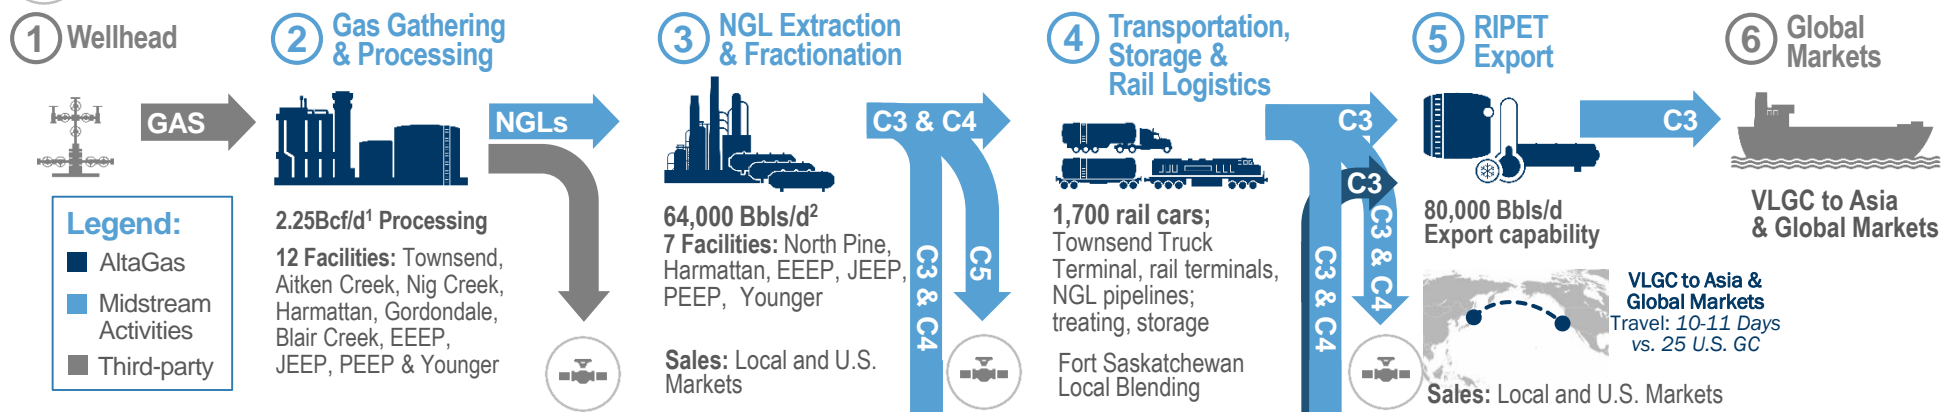 1 Wellhead
GAS
Legend:
AltaGas
Midstream
Activities
Third-party
2 Gas Gathering
& Processing
NGLs
2.25Bcf/d1 Processing
12 Facilities: Townsend,
Aitken Creek, Nig Creek,
Harmattan, Gordondale,
Blair Creek, EEEP,
JEEP, PEEP & Younger
3 NGL Extraction
& Fractionation
C3 & C4
64,000 Bbls/d2
7 Facilities: North Pine,
Harmattan, EEEP, JEEP,
PEEP, Younger
Sales: Local and U.S.
Markets
C3 & C4
C5
4 Transportation,
Storage &
Rail Logistics
C3
C3
1,700 rail cars;
Townsend Truck
Terminal, rail terminals,
NGL pipelines;
treating, storage
Fort Saskatchewan
Local Blending
C3 & C4
C3 & C4
5 RIPET
Export
C3
80,000 Bbls/d
Export capability
VLGC to Asia &
Global Markets
Travel: 10-11 Days
vs. 25 U.S. GC
Sales: Local and U.S. Markets
6 Global
Markets
VLGC to Asia
& Global Markets